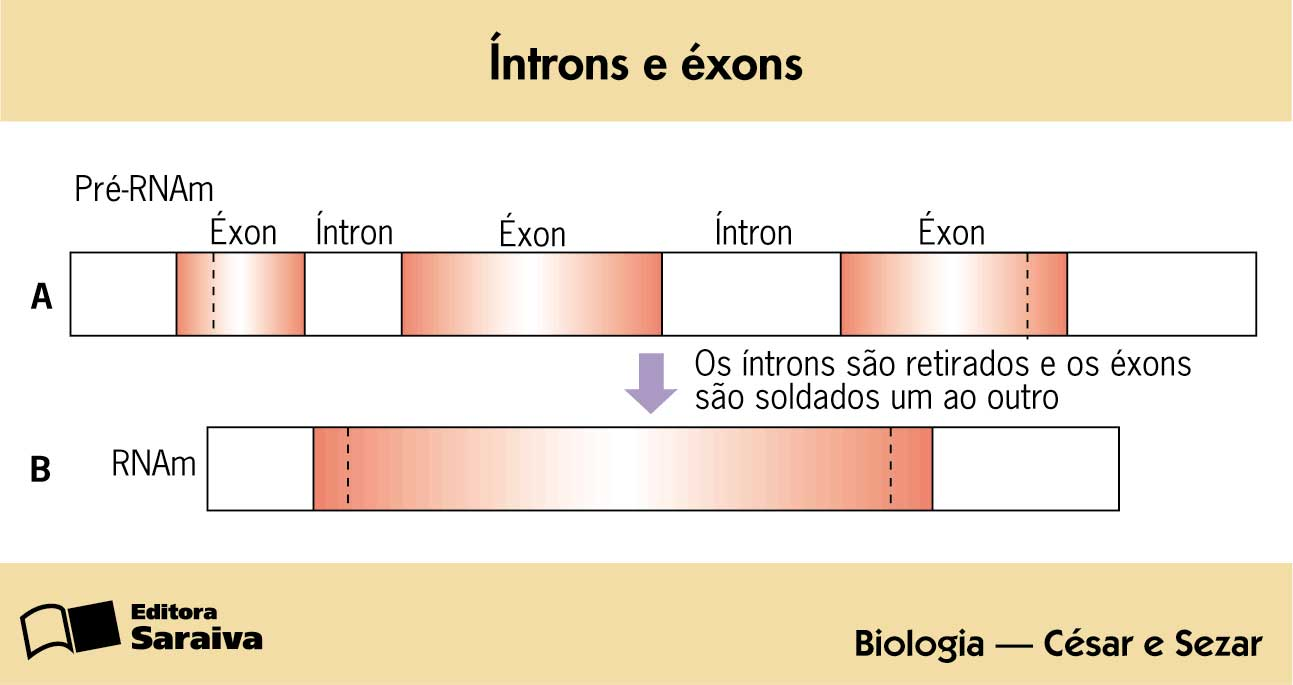 Íntrons e éxons
Pré-RNAm
Éxon Íntron Éxon Íntron Éxon
A
Os íntrons são retirados e os éxons
são soldados um ao outro
B RNAm
Editora
Saraiva
Biologia — César e Sezar